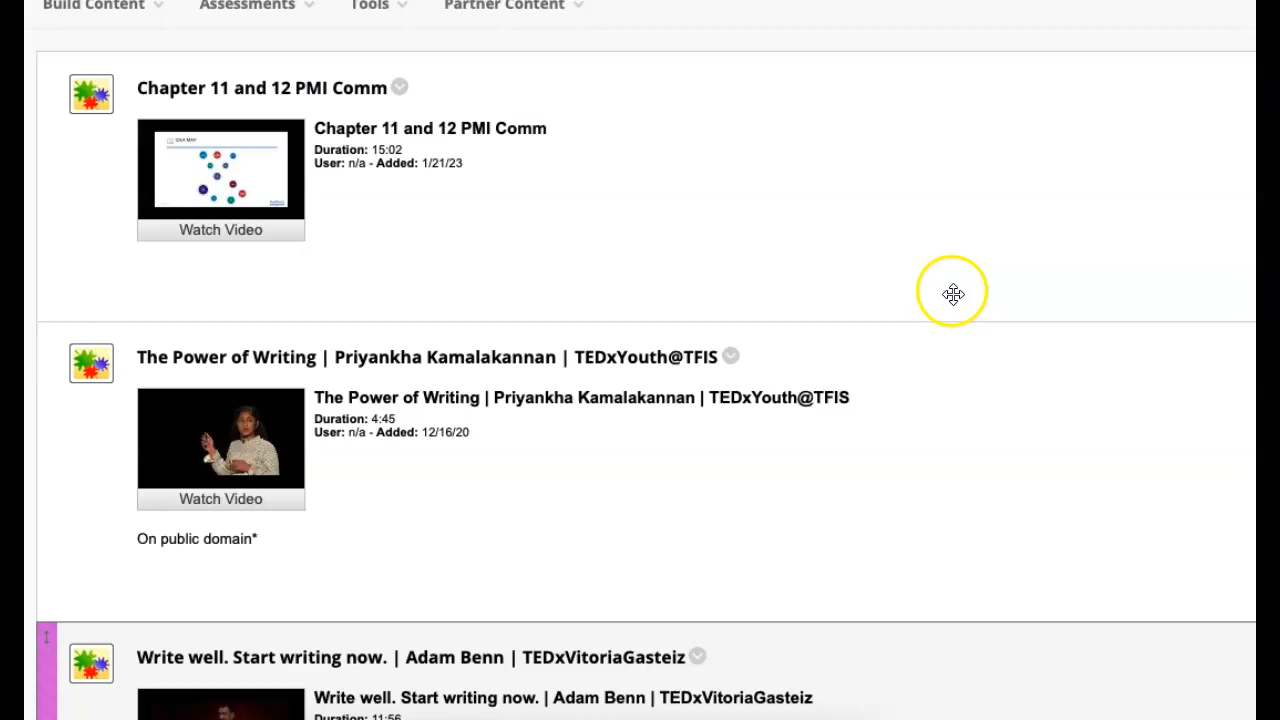 Build Content
Assessments
Tools
Partner Content
Chapter 11 and 12 PMI Comm
Chapter 11 and 12 PMI Comm
Duration: 15:02
User: n/a - Added: 1/21/23
Watch Video
The Power of Writing | Priyankha Kamalakannan | TEDxYouth@TFIS
The Power of Writing | Priyankha Kamalakannan | TEDxYouth@TFIS
Duration: 4:45
User: n/a - Added: 12/16/20
Watch Video
On public domain*
Write well. Start writing now. | Adam Benn | TEDxVitoriaGasteiz
Write well. Start writing now. | Adam Benn | TEDxVitoriaGasteiz
Duration: 11:56